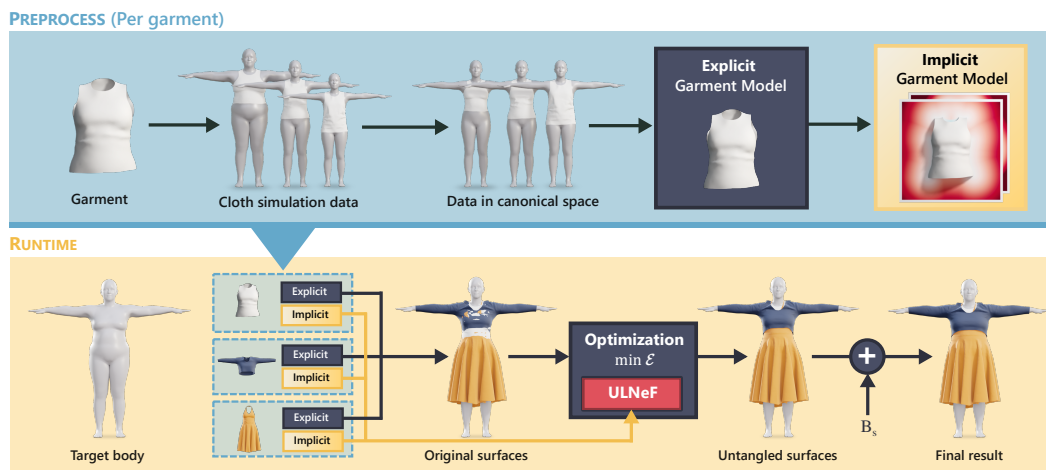 PREPROCESS (Per garment)
Explicit
Garment Model
Implicit
Garment Model
Garment
Cloth simulation data
Data in canonical space
RUNTIME
Explicit
Implicit
Explicit
Implicit
Explicit
Implicit
Optimization
min ℰ
ULNeF
+
Bs
Target body
Original surfaces
Untangled surfaces
Final result